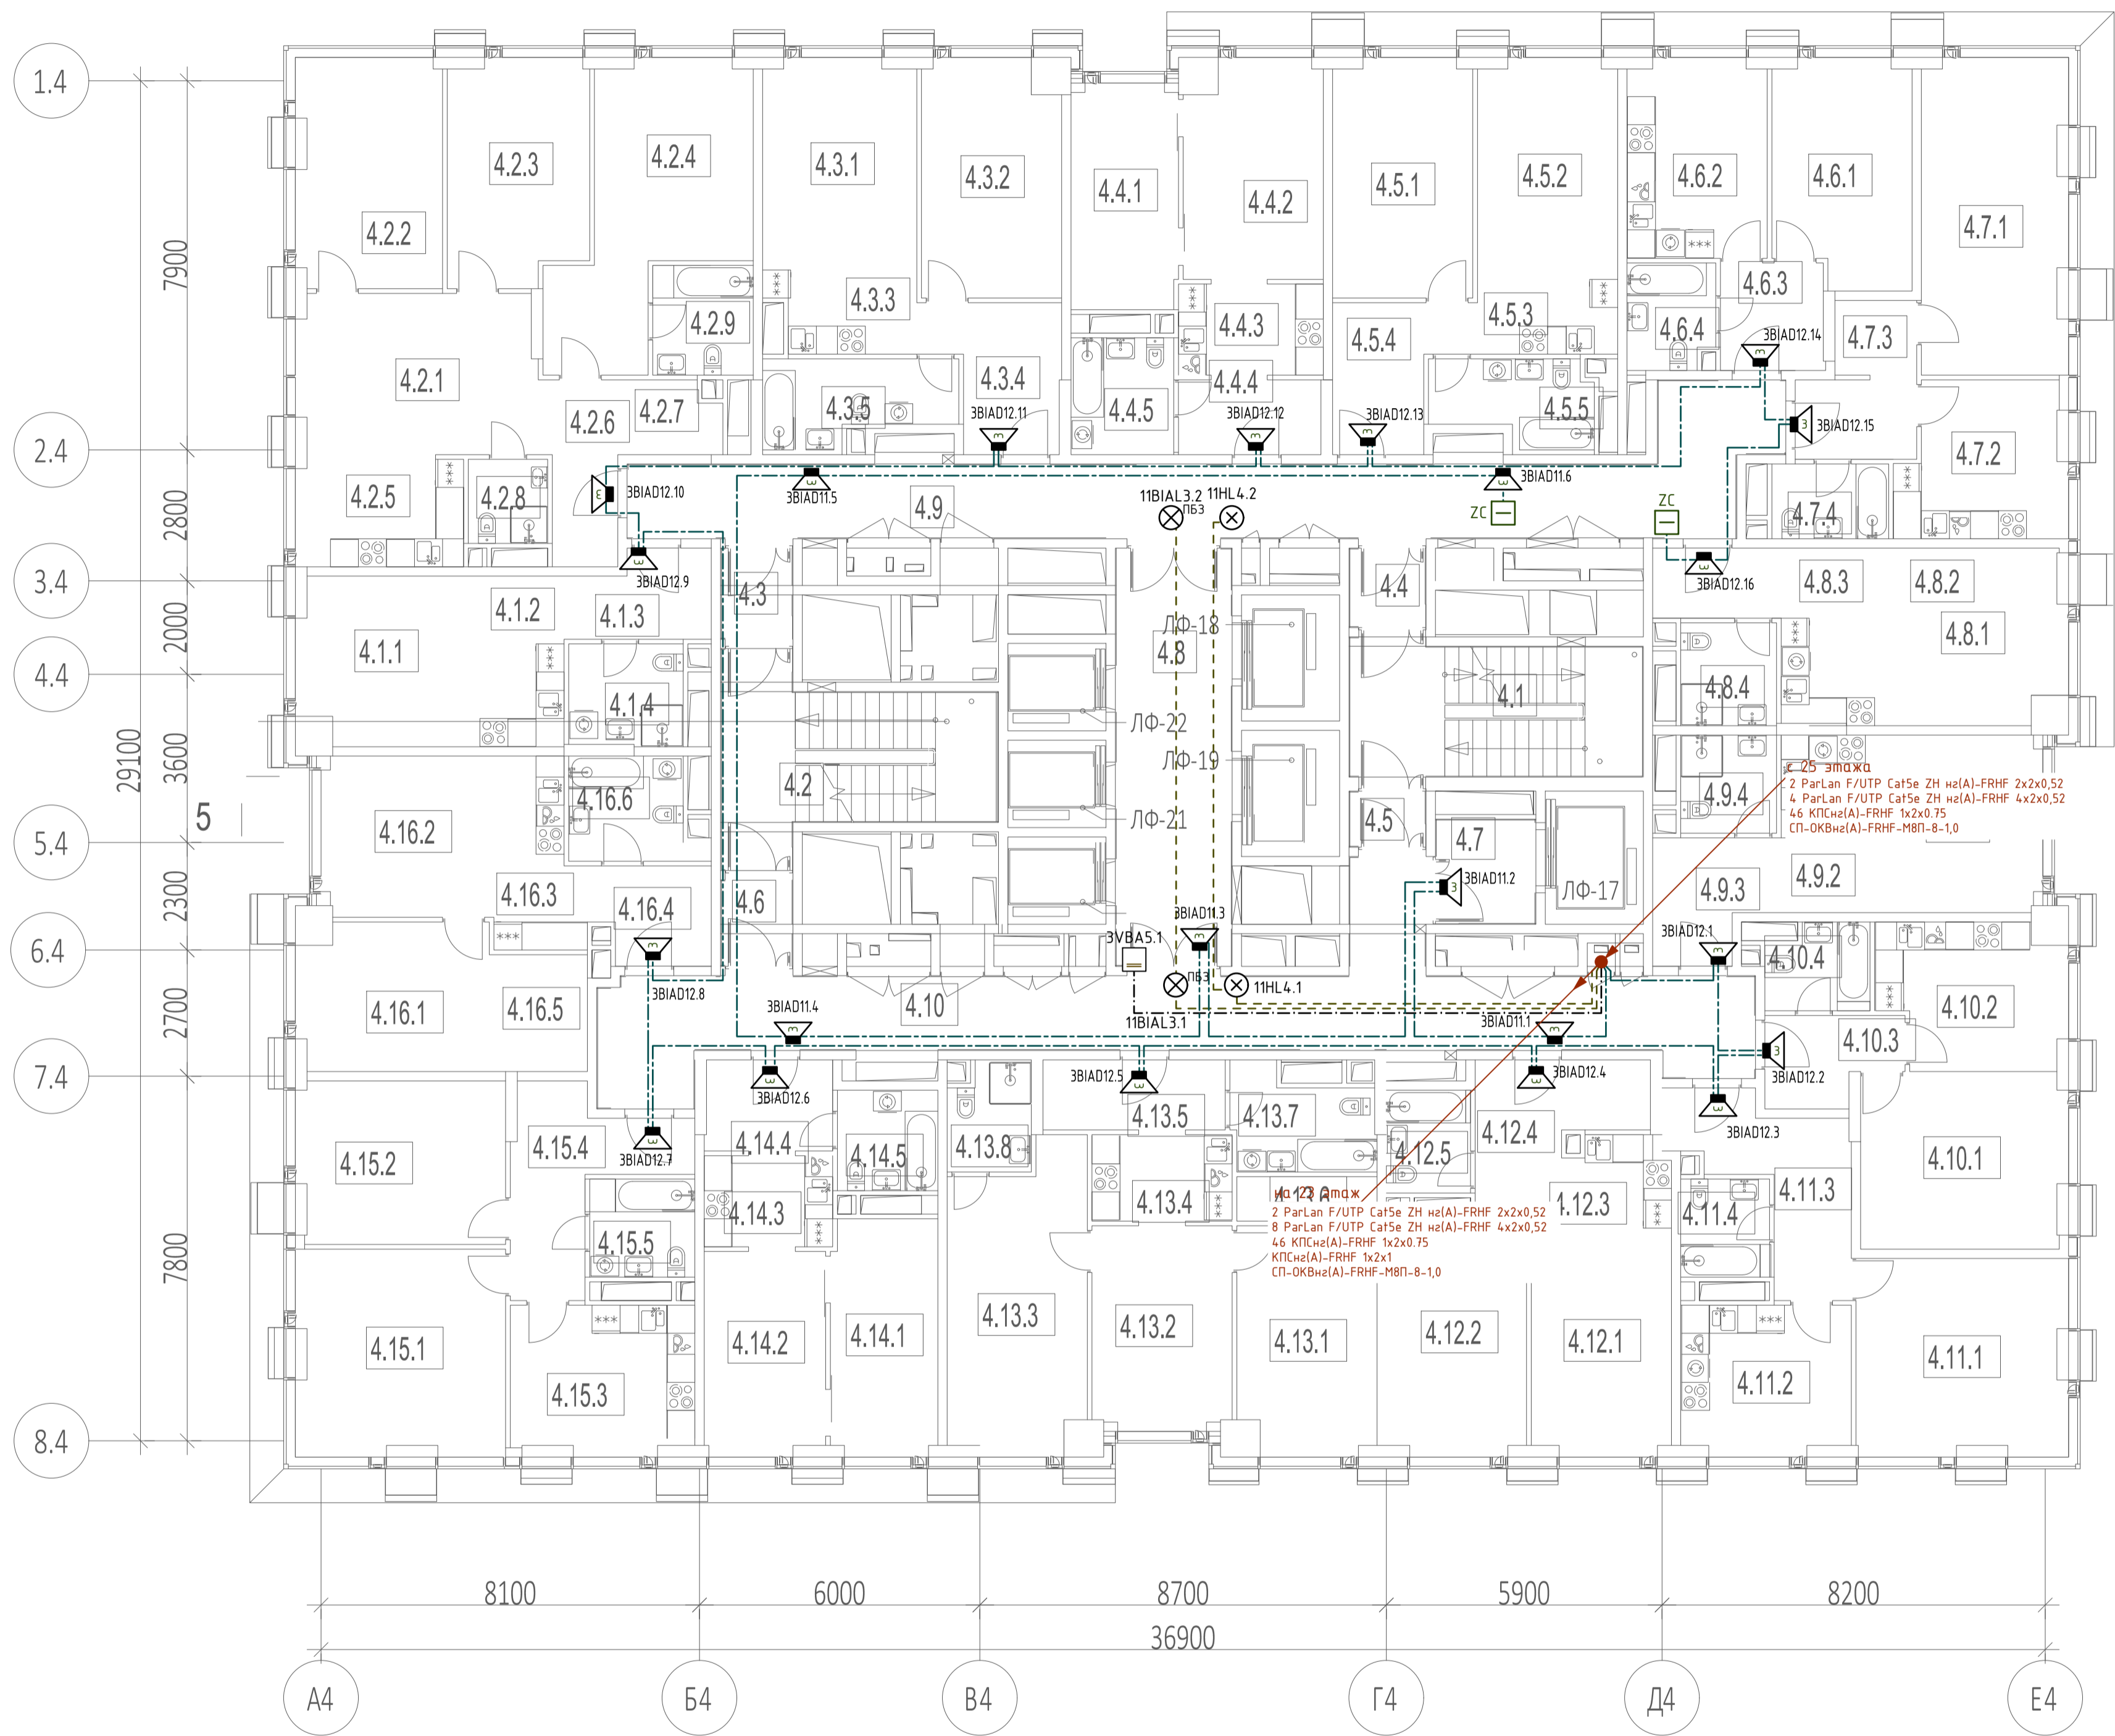 1.4
2.4
3.4
4.4
5.4
6.4
7.4
8.4
7900
2800
2000
3600
2300
2700
7800
29100
5
4.2.2
4.2.3
4.2.4
4.3.1
4.3.2
4.4.1
4.4.2
4.5.1
4.5.2
4.6.2
4.6.1
4.7.1
4.2.9
4.3.3
4.4.3
4.5.3
4.6.3
4.6.4
4.7.3
4.2.1
4.2.6
4.2.7
4.3.4
4.3.5
4.4.4
4.4.5
4.5.4
4.5.5
4.7.2
4.2.5
4.2.8
4.7.4
3BIAD12.10
3BIAD12.11
3BIAD12.12
3BIAD12.13
3BIAD12.14
3BIAD12.15
3BIAD11.5
3BIAD11.6
4.9
11BIAL3.2
ПБЗ
11HL4.2
ZC
ZC
3BIAD12.9
3BIAD12.16
4.1.2
4.1.3
4.1.1
4.1.4
4.3
4.4
4.8
ЛФ-18
ЛФ-22
ЛФ-19
ЛФ-21
4.1
4.2
4.5
4.7
4.6
ЛФ-17
4.8.3
4.8.2
4.8.1
4.8.4
4.9.4
4.9.3
4.9.2
с 25 этажа
2 ParLan F/UTP Cat5e ZH нг(А)-FRHF 2x2x0,52
4 ParLan F/UTP Cat5e ZH нг(А)-FRHF 4x2x0,52
46 КПСнг(А)-FRHF 1x2x0.75
СП-ОКВнг(А)-FRHF-М8П-8-1,0
4.16.6
4.16.2
4.16.3
4.16.4
4.16.1
4.16.5
3BIAD12.8
3BIAD11.2
3BIAD11.3
3VBA5.1
ПБЗ
11HL4.1
11BIAL3.1
4.10
3BIAD11.4
3BIAD11.1
3BIAD12.1
3BIAD12.2
3BIAD12.3
3BIAD12.4
3BIAD12.5
3BIAD12.6
3BIAD12.7
4.10.4
4.10.2
4.10.3
4.10.1
4.15.2
4.15.4
4.15.5
4.15.1
4.15.3
4.14.4
4.14.5
4.14.3
4.14.2
4.14.1
4.13.8
4.13.5
4.13.7
4.13.4
4.13.3
4.13.2
4.13.1
4.12.5
4.12.4
4.12.3
4.12.2
4.12.1
4.11.4
4.11.3
4.11.2
4.11.1
на 23 этаж
2 ParLan F/UTP Cat5e ZH нг(А)-FRHF 2x2x0,52
8 ParLan F/UTP Cat5e ZH нг(А)-FRHF 4x2x0,52
46 КПСнг(А)-FRHF 1x2x0.75
КПСнг(А)-FRHF 1x2x1
СП-ОКВнг(А)-FRHF-М8П-8-1,0
8100
6000
8700
5900
8200
36900
А4
Б4
В4
Г4
Д4
Е4